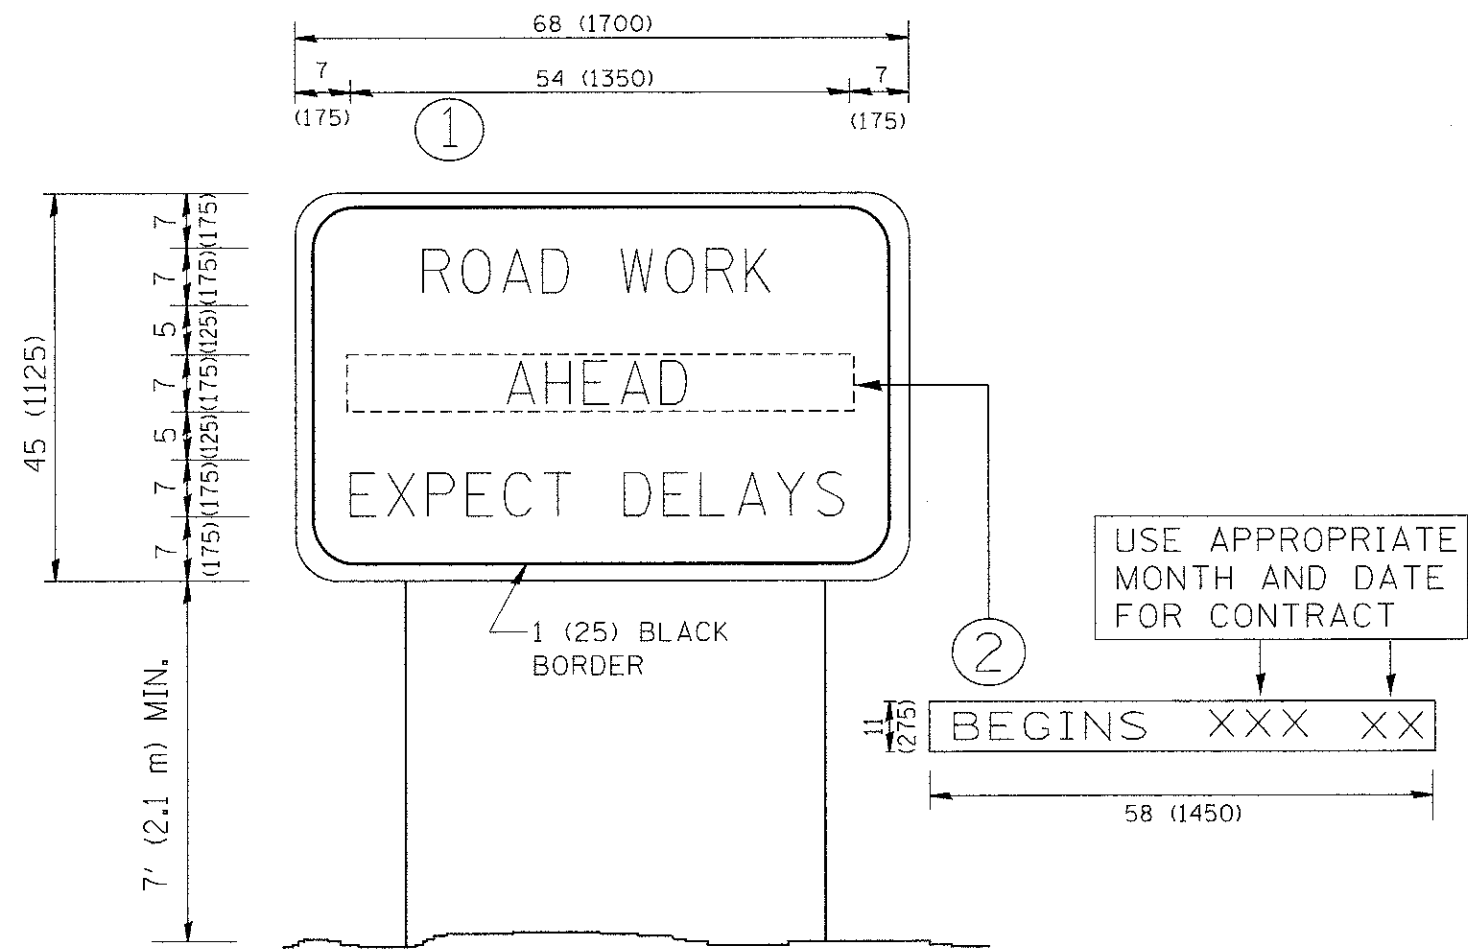 68 (1700)
7
54 (1350)
7
(175)
(175)
1
45 (1125)
7
(175)
7
(175)
5
(125)
7
(175)
5
(125)
7
(175)
7
(175)
ROAD WORK
AHEAD
EXPECT DELAYS
1 (25) BLACK
BORDER
7' (2.1 m) MIN.
USE APPROPRIATE
MONTH AND DATE
FOR CONTRACT
2
11
(275)
BEGINS XXX XX
58 (1450)